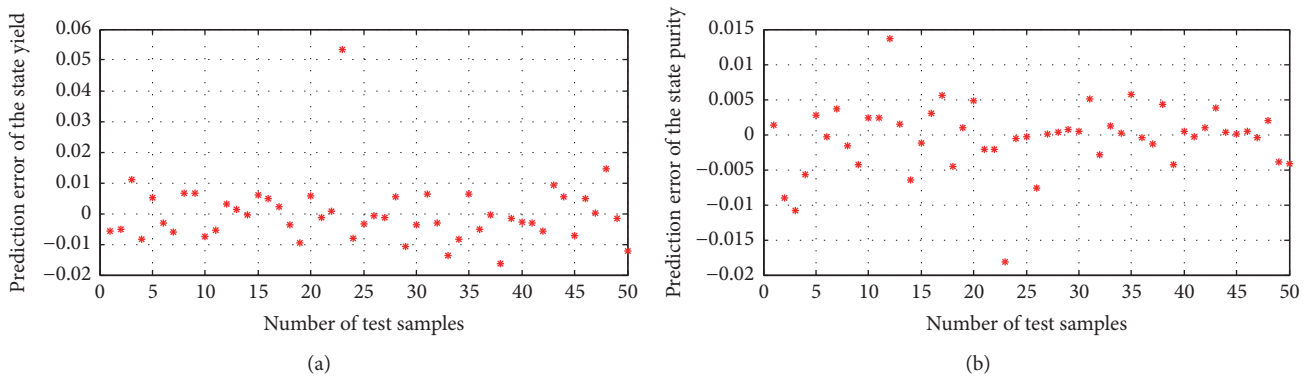 Prediction error of the state yield
0.06
0.05
0.04
0.03
0.02
0.01
0
−0.01
−0.02
0 5 10 15 20 25 30 35 40 45 50
Number of test samples
(a)
Prediction error of the state purity
0.015
0.01
0.005
0
−0.005
−0.01
−0.015
−0.02
0 5 10 15 20 25 30 35 40 45 50
Number of test samples
(b)